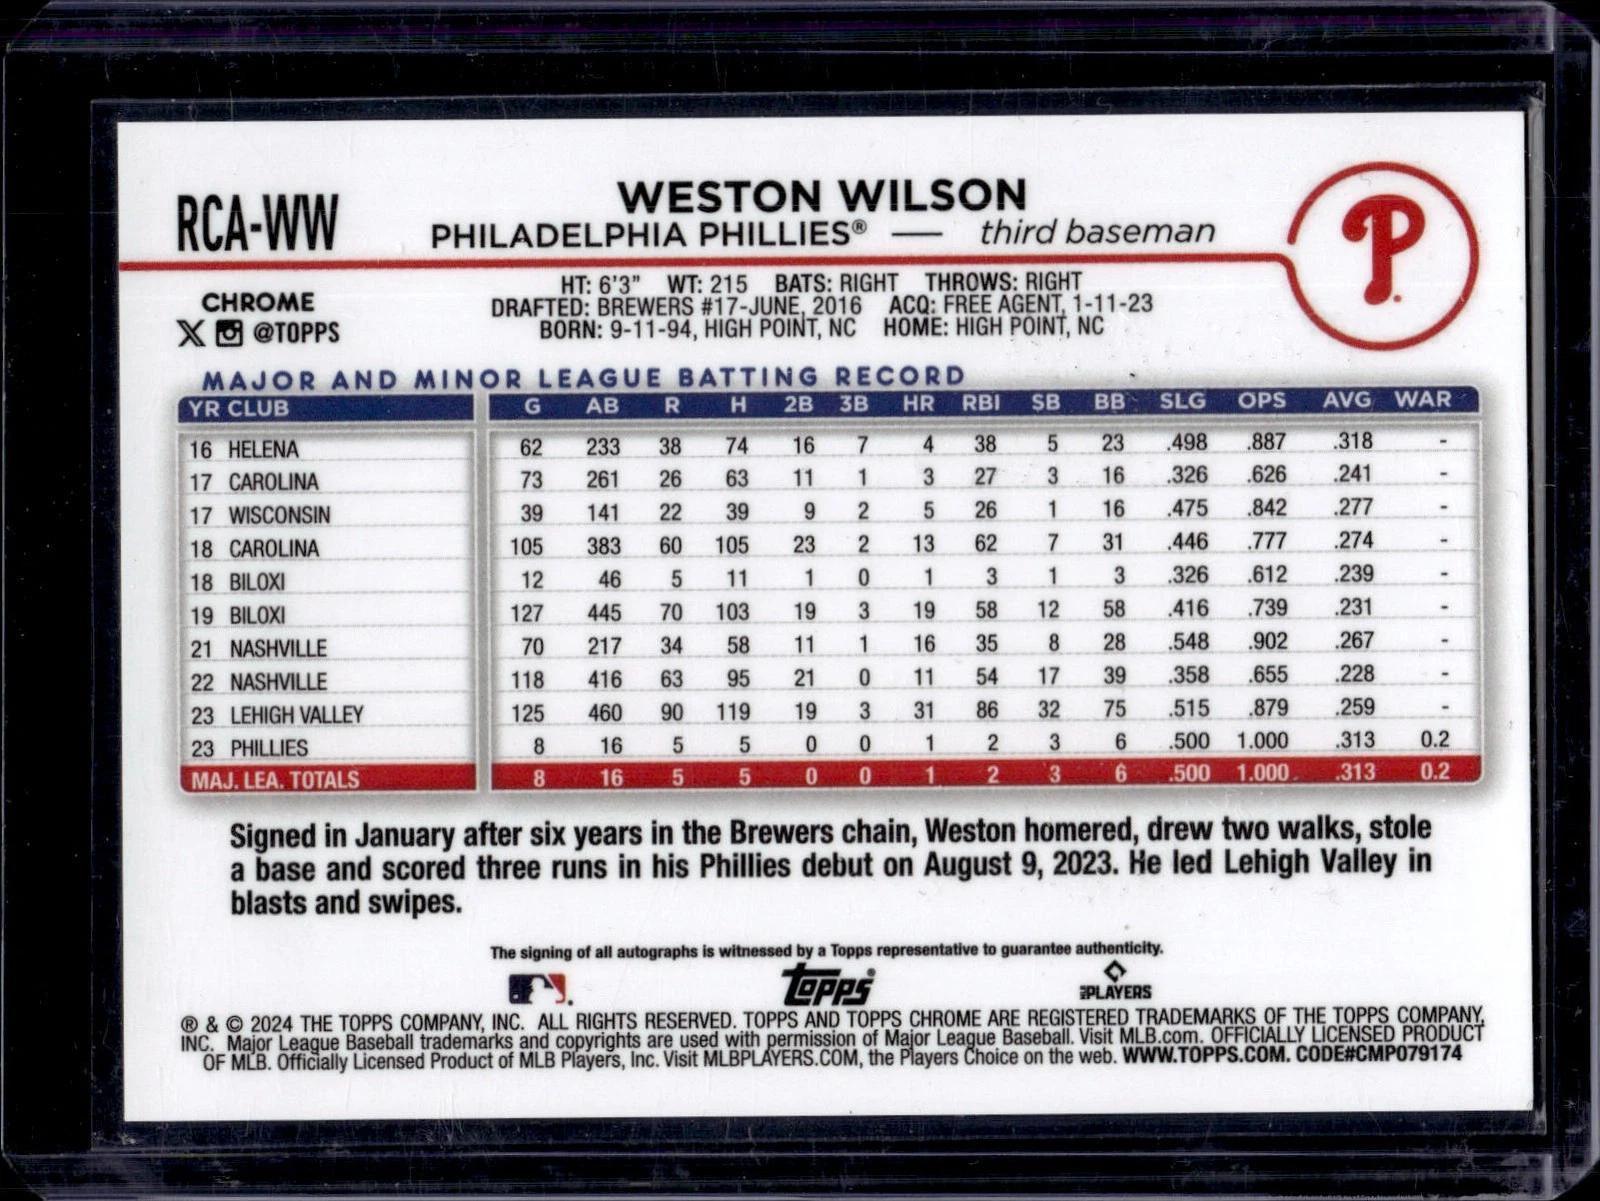 RCA-WW
WESTON WILSON
PHILADELPHIA PHILLIES® — third baseman
P
CHROME
X @TOPPS
HT: 6'3" WT: 215 BATS: RIGHT THROWS: RIGHT
DRAFTED: BREWERS #17-JUNE, 2016 ACQ: FREE AGENT, 1-11-23
BORN: 9-11-94, HIGH POINT, NC HOME: HIGH POINT, NC
MAJOR AND MINOR LEAGUE BATTING RECORD
YR CLUB G AB R H 2B 3B HR RBI SB BB SLG OPS AVG WAR
16 HELENA 62 233 38 74 16 7 4 38 5 23 .498 .887 .318 -
17 CAROLINA 73 261 26 63 11 1 3 27 3 16 .326 .626 .241 -
17 WISCONSIN 39 141 22 39 9 2 5 26 1 16 .475 .842 .277 -
18 CAROLINA 105 383 60 105 23 2 13 62 7 31 .446 .777 .274 -
18 BILOXI 12 46 5 11 1 0 1 3 1 3 .326 .612 .239 -
19 BILOXI 127 445 70 103 19 3 19 58 12 58 .416 .739 .231 -
21 NASHVILLE 70 217 34 58 11 1 16 35 8 28 .548 .902 .267 -
22 NASHVILLE 118 416 63 95 21 0 11 54 17 39 .358 .655 .228 -
23 LEHIGH VALLEY 125 460 90 119 19 3 31 86 32 75 .515 .879 .259 -
23 PHILLIES 8 16 5 5 0 0 1 2 3 6 .500 1.000 .313 0.2
MAJ. LEA. TOTALS 8 16 5 5 0 0 1 2 3 6 .500 1.000 .313 0.2
Signed in January after six years in the Brewers chain, Weston homered, drew two walks, stole
a base and scored three runs in his Phillies debut on August 9, 2023. He led Lehigh Valley in
blasts and swipes.
The signing of all autographs is witnessed by a Topps representative to guarantee authenticity.
topps®
MLB PLAYERS
® & © 2024 THE TOPPS COMPANY, INC. ALL RIGHTS RESERVED. TOPPS AND TOPPS CHROME ARE REGISTERED TRADEMARKS OF THE TOPPS COMPANY,
INC. Major League Baseball trademarks and copyrights are used with permission of Major League Baseball. Visit MLB.com. OFFICIALLY LICENSED PRODUCT
OF MLB. Officially Licensed Product of MLB Players, Inc. Visit MLBPLAYERS.COM, the Players Choice on the web. WWW.TOPPS.COM. CODE#CMP079174